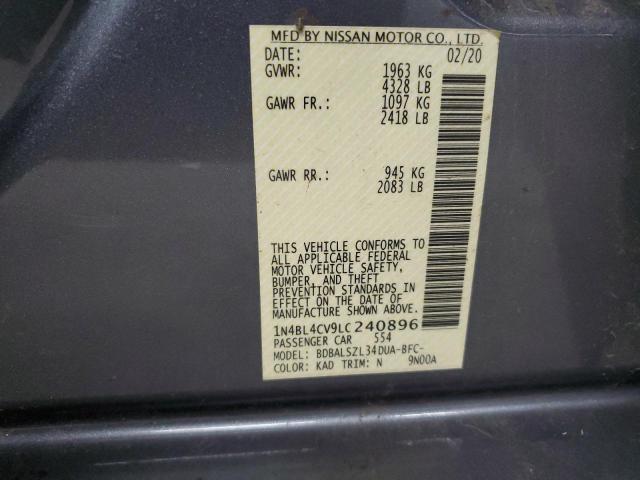 MFD BY NISSAN MOTOR CO., LTD.
DATE: 02/20
GVWR: 1963 KG
4328 LB
GAWR FR.: 1097 KG
2418 LB
GAWR RR.: 945 KG
2083 LB
THIS VEHICLE CONFORMS TO
ALL APPLICABLE FEDERAL
MOTOR VEHICLE SAFETY,
BUMPER, AND THEFT
PREVENTION STANDARDS IN
EFFECT ON THE DATE OF
MANUFACTURE SHOWN ABOVE.
1N4BL4CV9LC240896
PASSENGER CAR 554
MODEL: BDBALSZL34DUA-BFC-
COLOR: KAD TRIM: N 9N00A